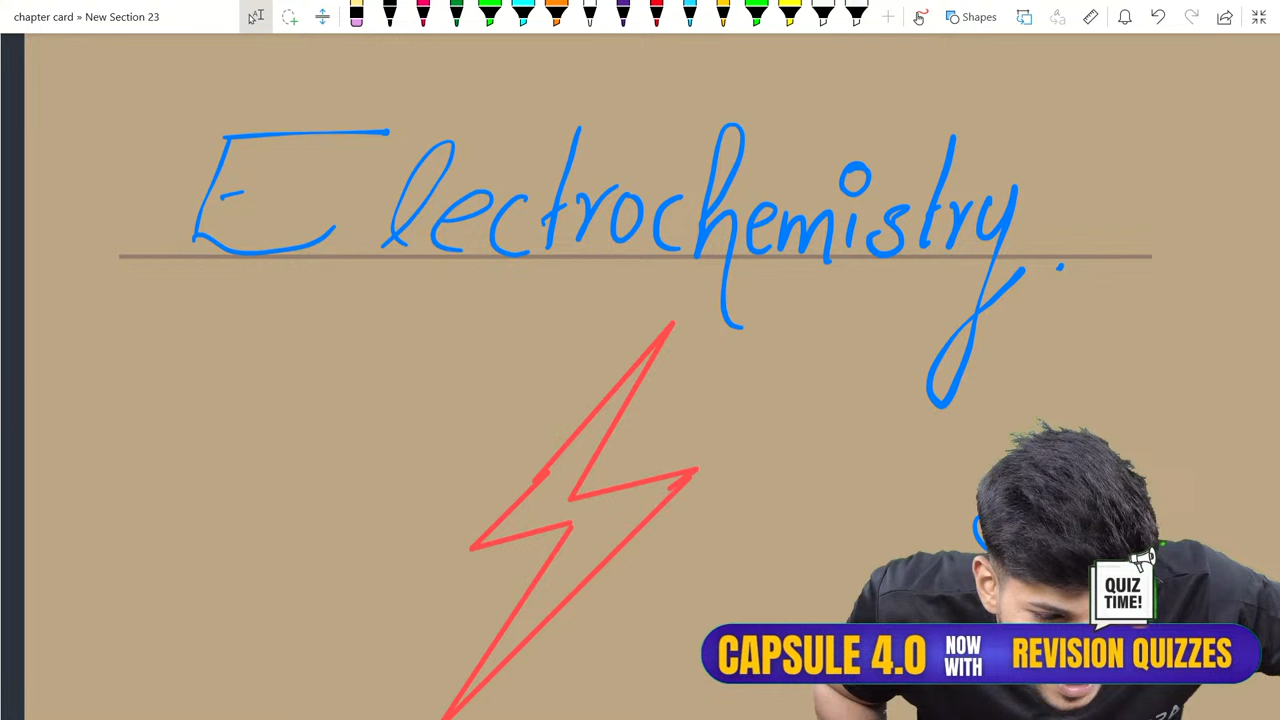 chapter card » New Section 23
Shapes
Electrochemistry.
QUIZ
TIME!
CAPSULE 4.0 NOW WITH REVISION QUIZZES